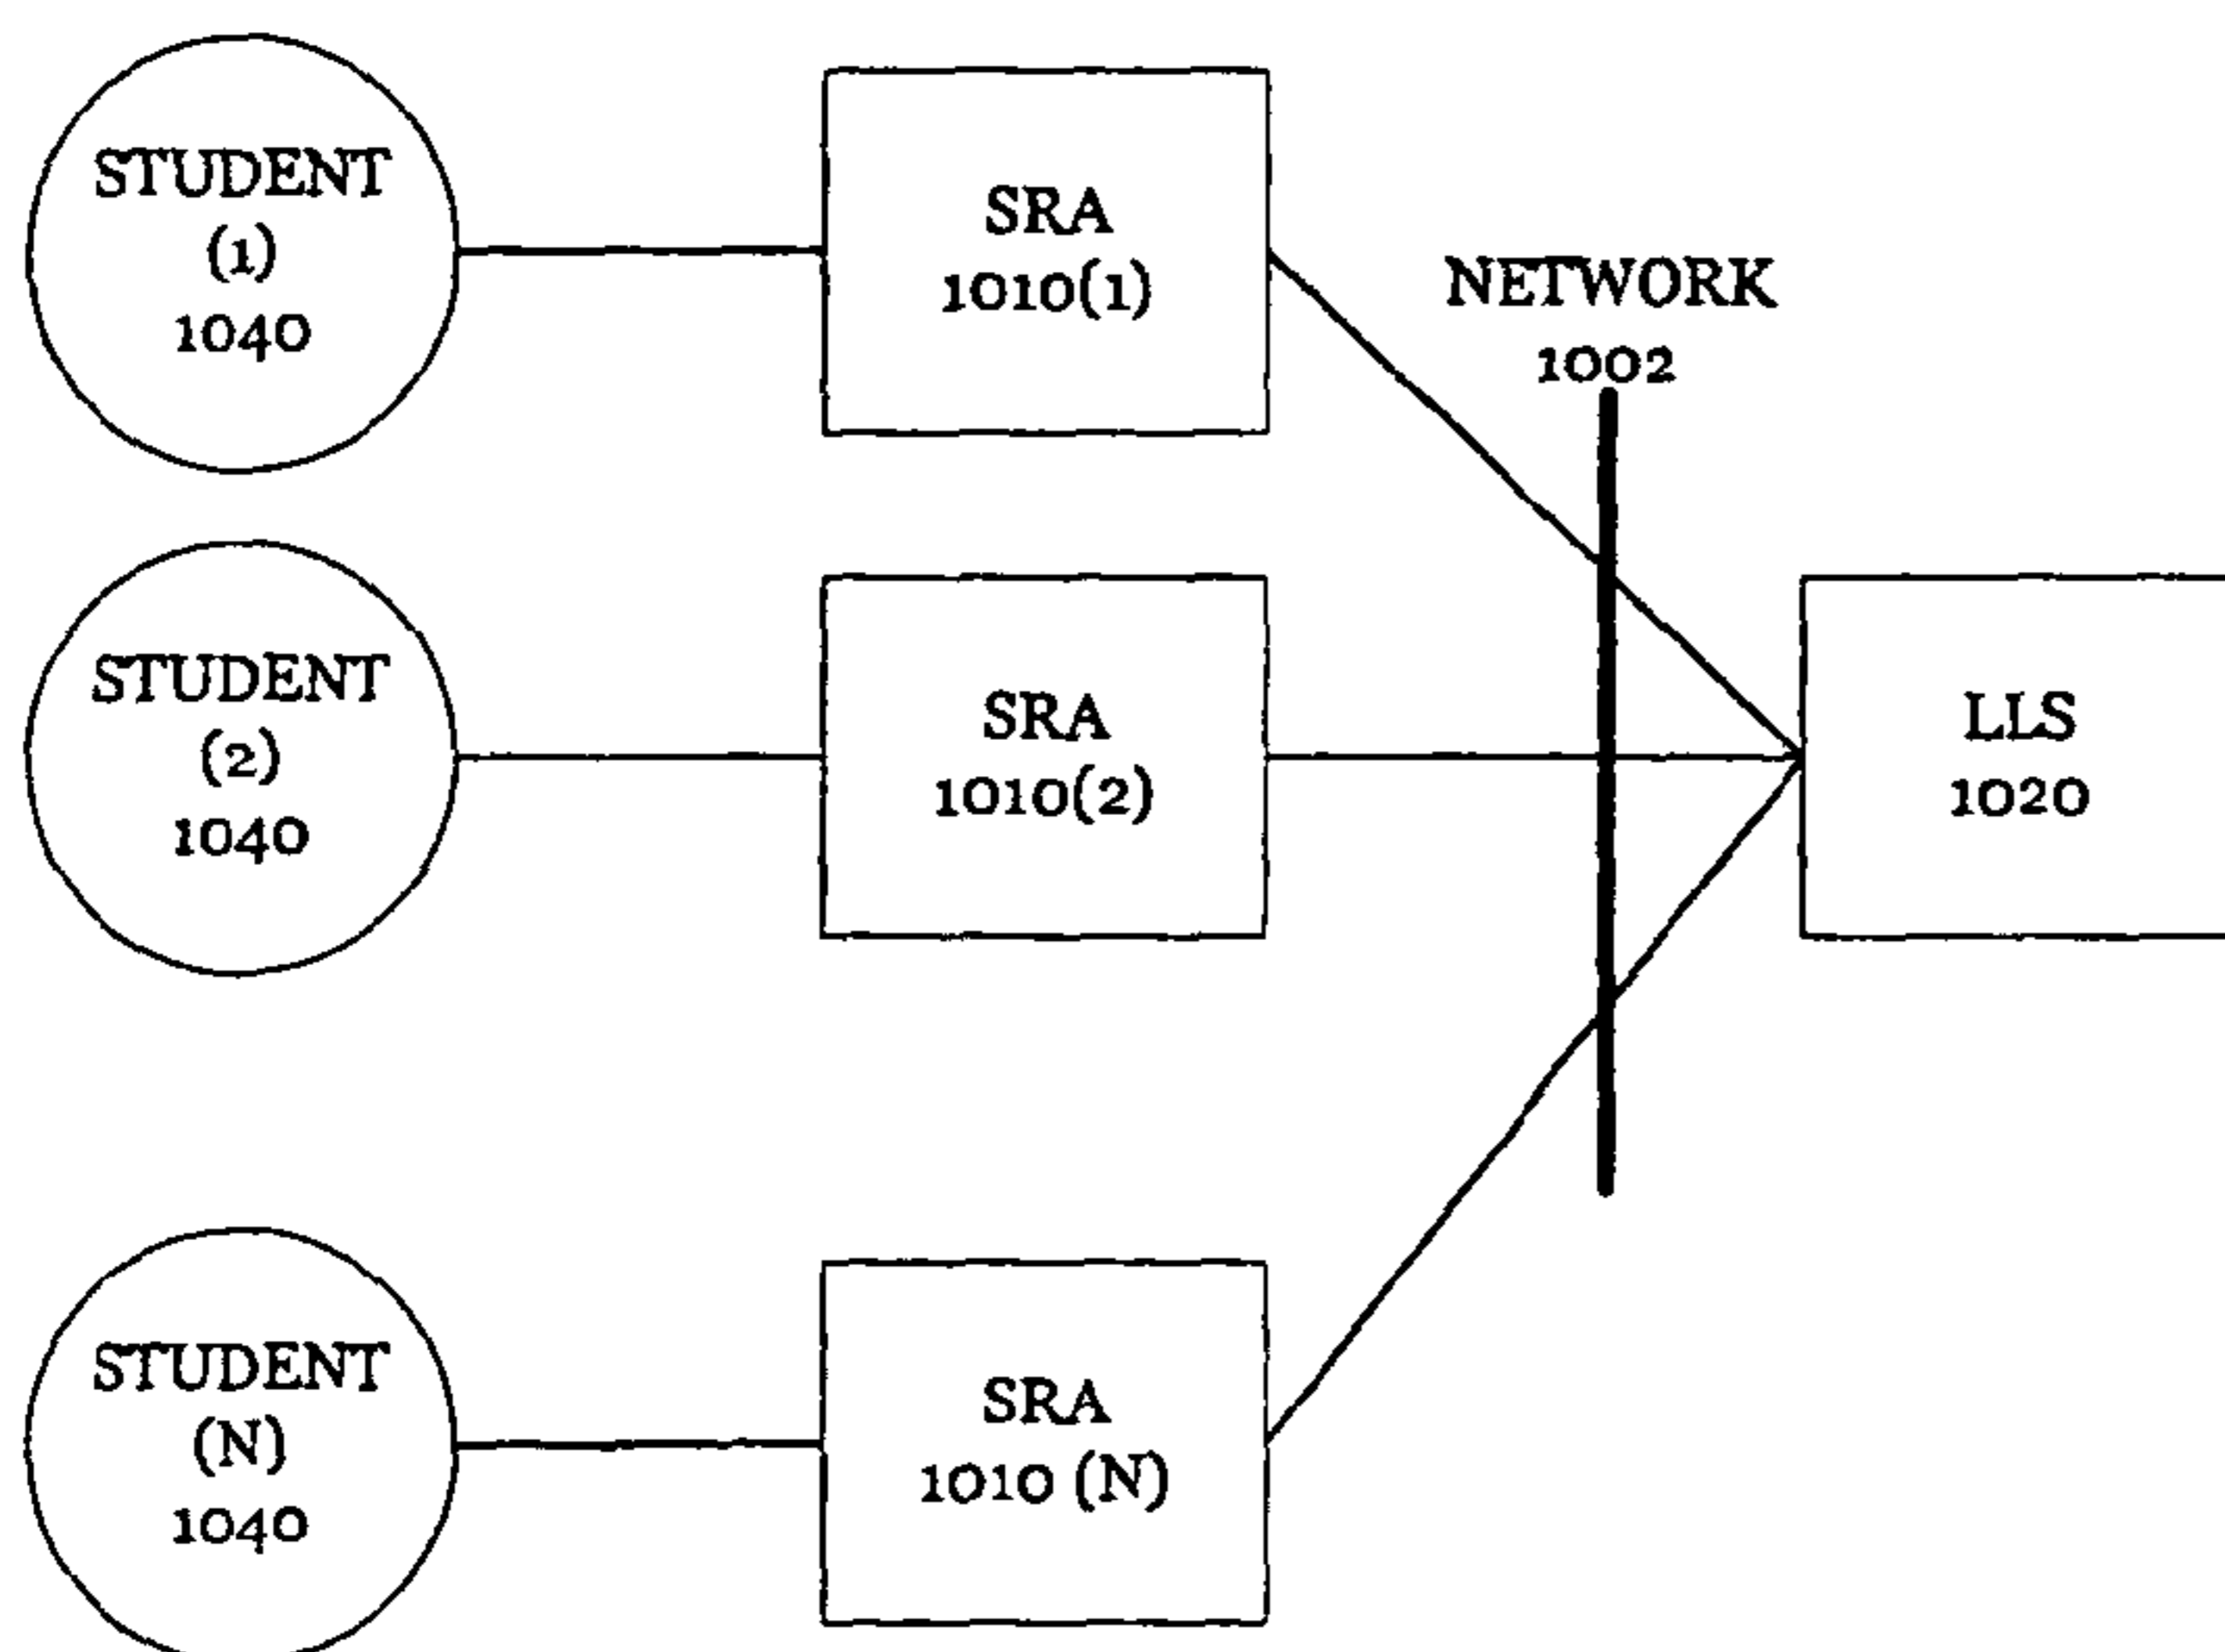 STUDENT
(1)
1040
SRA
1010(1)
NETWORK
1002
STUDENT
(2)
1040
SRA
1010(2)
LLS
1020
STUDENT
(N)
1040
SRA
1010 (N)